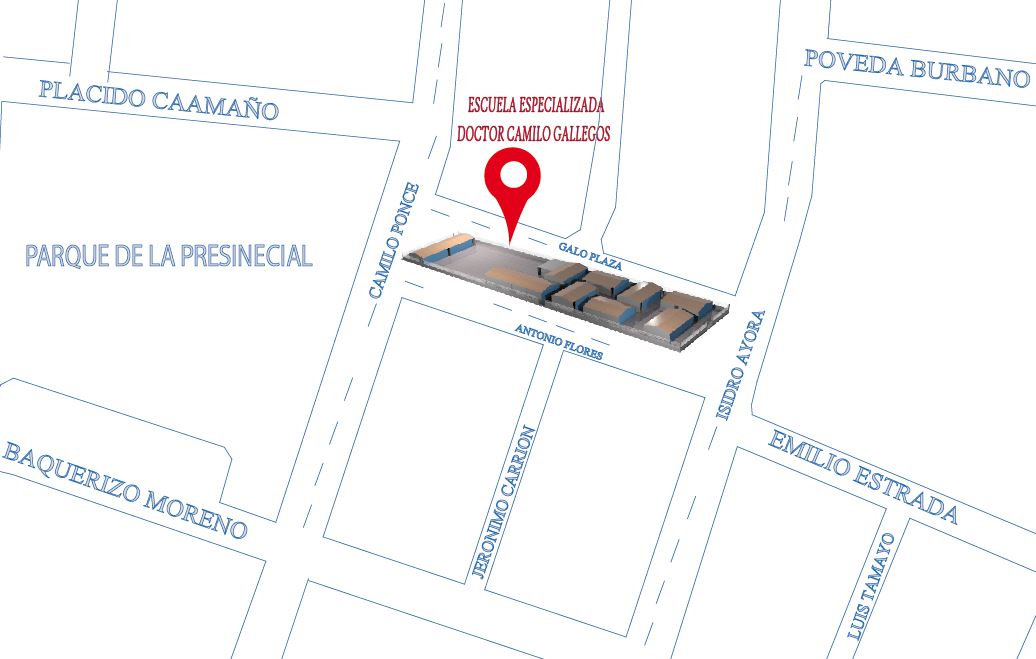 POVEDA BURBANO
PLACIDO CAAMAÑO
ESCUELA ESPECIALIZADA
DOCTOR CAMILO GALLEGOS
CAMILO PONCE
PARQUE DE LA PRESINECIAL
GALO PLAZA
ANTONIO FLORES
ISIDRO AYORA
BAQUERIZO MORENO
JERONIMO CARRION
EMILIO ESTRADA
LUIS TAMAYO